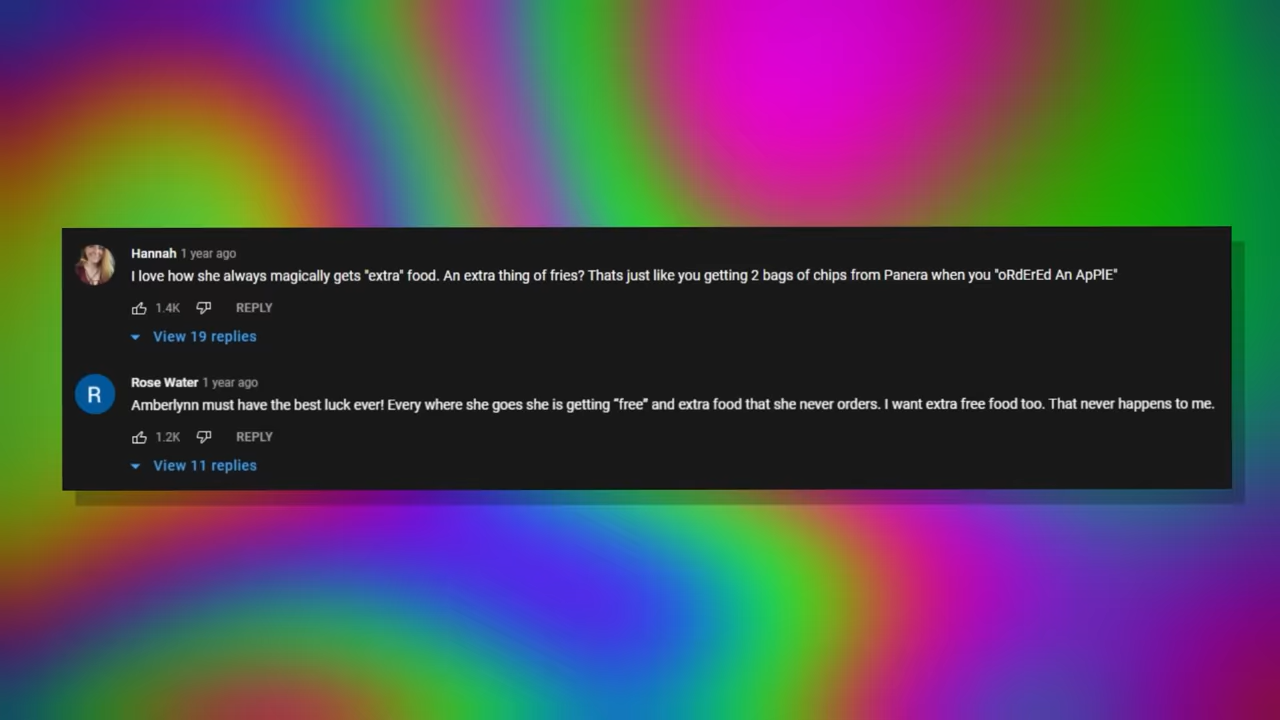 Hannah 1 year ago
I love how she always magically gets "extra" food. An extra thing of fries? Thats just like you getting 2 bags of chips from Panera when you "oRdErEd An ApPlE"
1.4K REPLY
View 19 replies
R
Rose Water 1 year ago
Amberlynn must have the best luck ever! Every where she goes she is getting “free” and extra food that she never orders. I want extra free food too. That never happens to me.
1.2K REPLY
View 11 replies